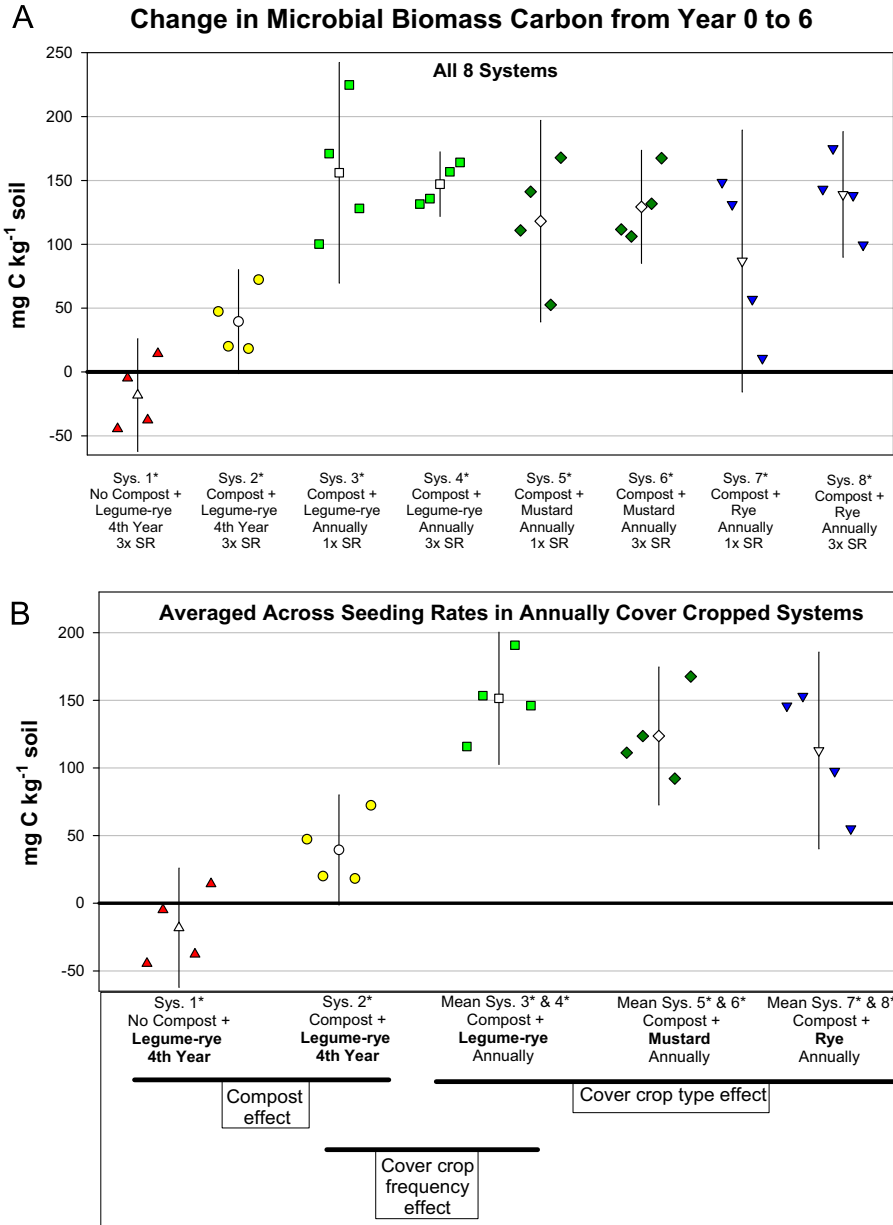 A
Change in Microbial Biomass Carbon from Year 0 to 6
All 8 Systems
mg C kg⁻¹ soil
250
200
150
100
50
0
-50
Sys. 1*
No Compost +
Legume-rye
4th Year
3x SR
Sys. 2*
Compost +
Legume-rye
4th Year
3x SR
Sys. 3*
Compost +
Legume-rye
Annually
1x SR
Sys. 4*
Compost +
Legume-rye
Annually
3x SR
Sys. 5*
Compost +
Mustard
Annually
1x SR
Sys. 6*
Compost +
Mustard
Annually
3x SR
Sys. 7*
Compost +
Rye
Annually
1x SR
Sys. 8*
Compost +
Rye
Annually
3x SR
B
Averaged Across Seeding Rates in Annually Cover Cropped Systems
mg C kg⁻¹ soil
200
150
100
50
0
-50
Sys. 1*
No Compost +
Legume-rye
4th Year
Sys. 2*
Compost +
Legume-rye
4th Year
Mean Sys. 3* & 4*
Compost +
Legume-rye
Annually
Mean Sys. 5* & 6*
Compost +
Mustard
Annually
Mean Sys. 7* & 8*
Compost +
Rye
Annually
Compost
effect
Cover crop type effect
Cover crop
frequency
effect